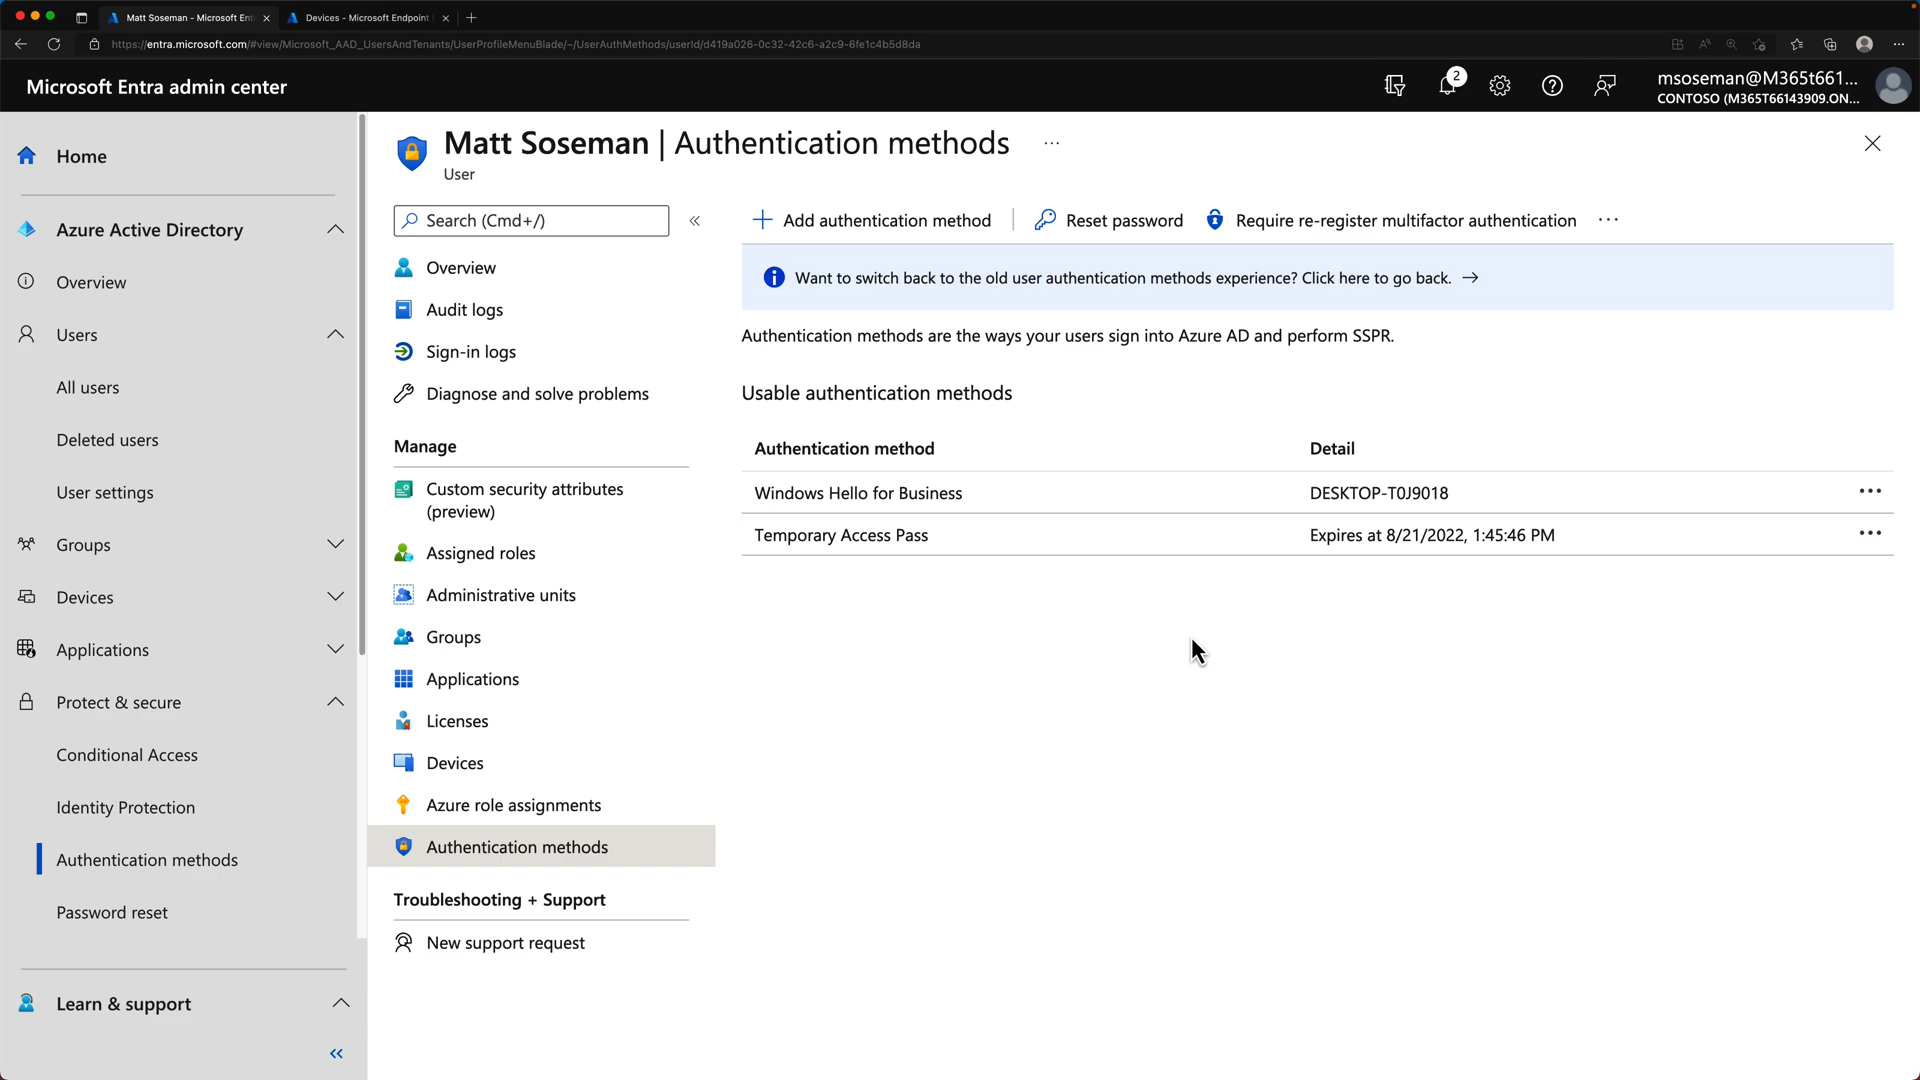 Matt Soseman - Microsoft Ent
Devices - Microsoft Endpoint
https://entra.microsoft.com/#view/Microsoft_AAD_UsersAndTenants/UserProfileMenuBlade/~/UserAuthMethods/userId/d419a026-0c32-42c6-a2c9-6fe1c4b5d8da
Microsoft Entra admin center
2
msoseman@M365t661...
CONTOSO (M365T66143909.ON...
Home
Azure Active Directory
Overview
Users
All users
Deleted users
User settings
Groups
Devices
Applications
Protect & secure
Conditional Access
Identity Protection
Authentication methods
Password reset
Learn & support
Matt Soseman | Authentication methods
User
Search (Cmd+/)
Overview
Audit logs
Sign-in logs
Diagnose and solve problems
Manage
Custom security attributes
(preview)
Assigned roles
Administrative units
Groups
Applications
Licenses
Devices
Azure role assignments
Authentication methods
Troubleshooting + Support
New support request
Add authentication method
Reset password
Require re-register multifactor authentication
Want to switch back to the old user authentication methods experience? Click here to go back. →
Authentication methods are the ways your users sign into Azure AD and perform SSPR.
Usable authentication methods
Authentication method Detail
Windows Hello for Business DESKTOP-T0J9018
Temporary Access Pass Expires at 8/21/2022, 1:45:46 PM